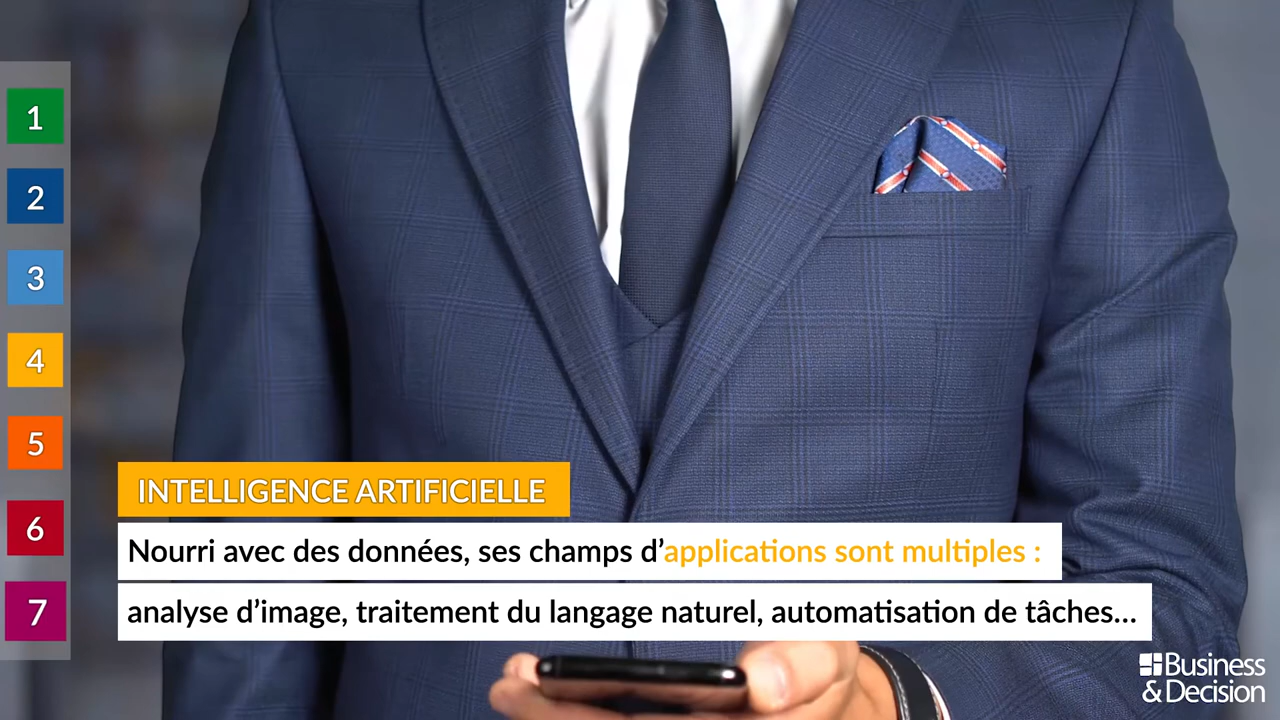 1
2
3
4
5
6
7
INTELLIGENCE ARTIFICIELLE
Nourri avec des données, ses champs d’applications sont multiples :
analyse d’image, traitement du langage naturel, automatisation de tâches...
Business
& Decision